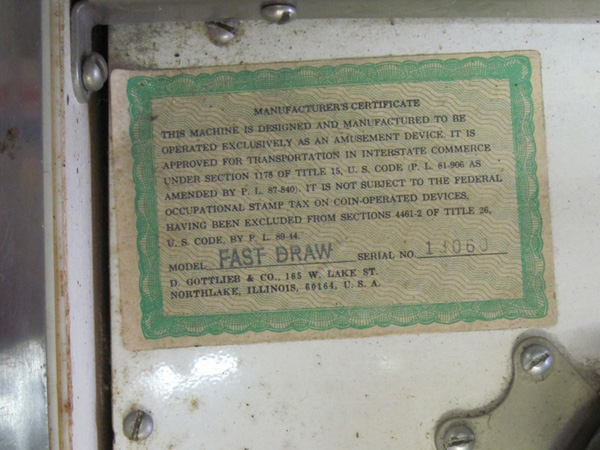 MANUFACTURER'S CERTIFICATE
THIS MACHINE IS DESIGNED AND MANUFACTURED TO BE
OPERATED EXCLUSIVELY AS AN AMUSEMENT DEVICE. IT IS
APPROVED FOR TRANSPORTATION IN INTERSTATE COMMERCE
UNDER SECTION 1178 OF TITLE 15, U. S. CODE (P. L. 81-906 AS
AMENDED BY P. L. 87-840). IT IS NOT SUBJECT TO THE FEDERAL
OCCUPATIONAL STAMP TAX ON COIN-OPERATED DEVICES,
HAVING BEEN EXCLUDED FROM SECTIONS 4461-2 OF TITLE 26,
U. S. CODE, BY P. L. 89-44.
MODEL FAST DRAW SERIAL NO.
D. GOTTLIEB & CO., 165 W. LAKE ST.
NORTHLAKE, ILLINOIS, 60164, U. S. A.